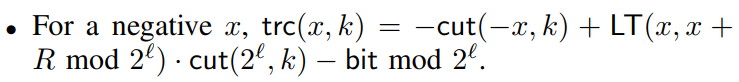 • For a negative x, trc(x, k) = −cut(−x, k) + LT(x, x +
R mod 2^ℓ) · cut(2^ℓ, k) − bit mod 2^ℓ.